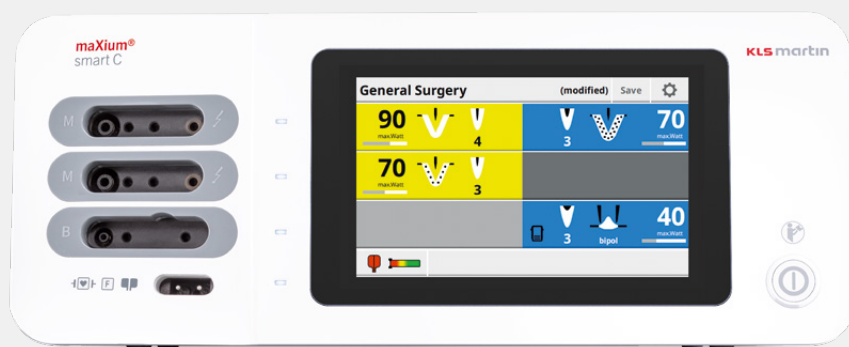 maXium®
smart C
KLS martin
General Surgery (modified) Save
90 max.Watt 4
3 70 max.Watt
70 max.Watt 3
3 bipol 40 max.Watt
M
M
B
F